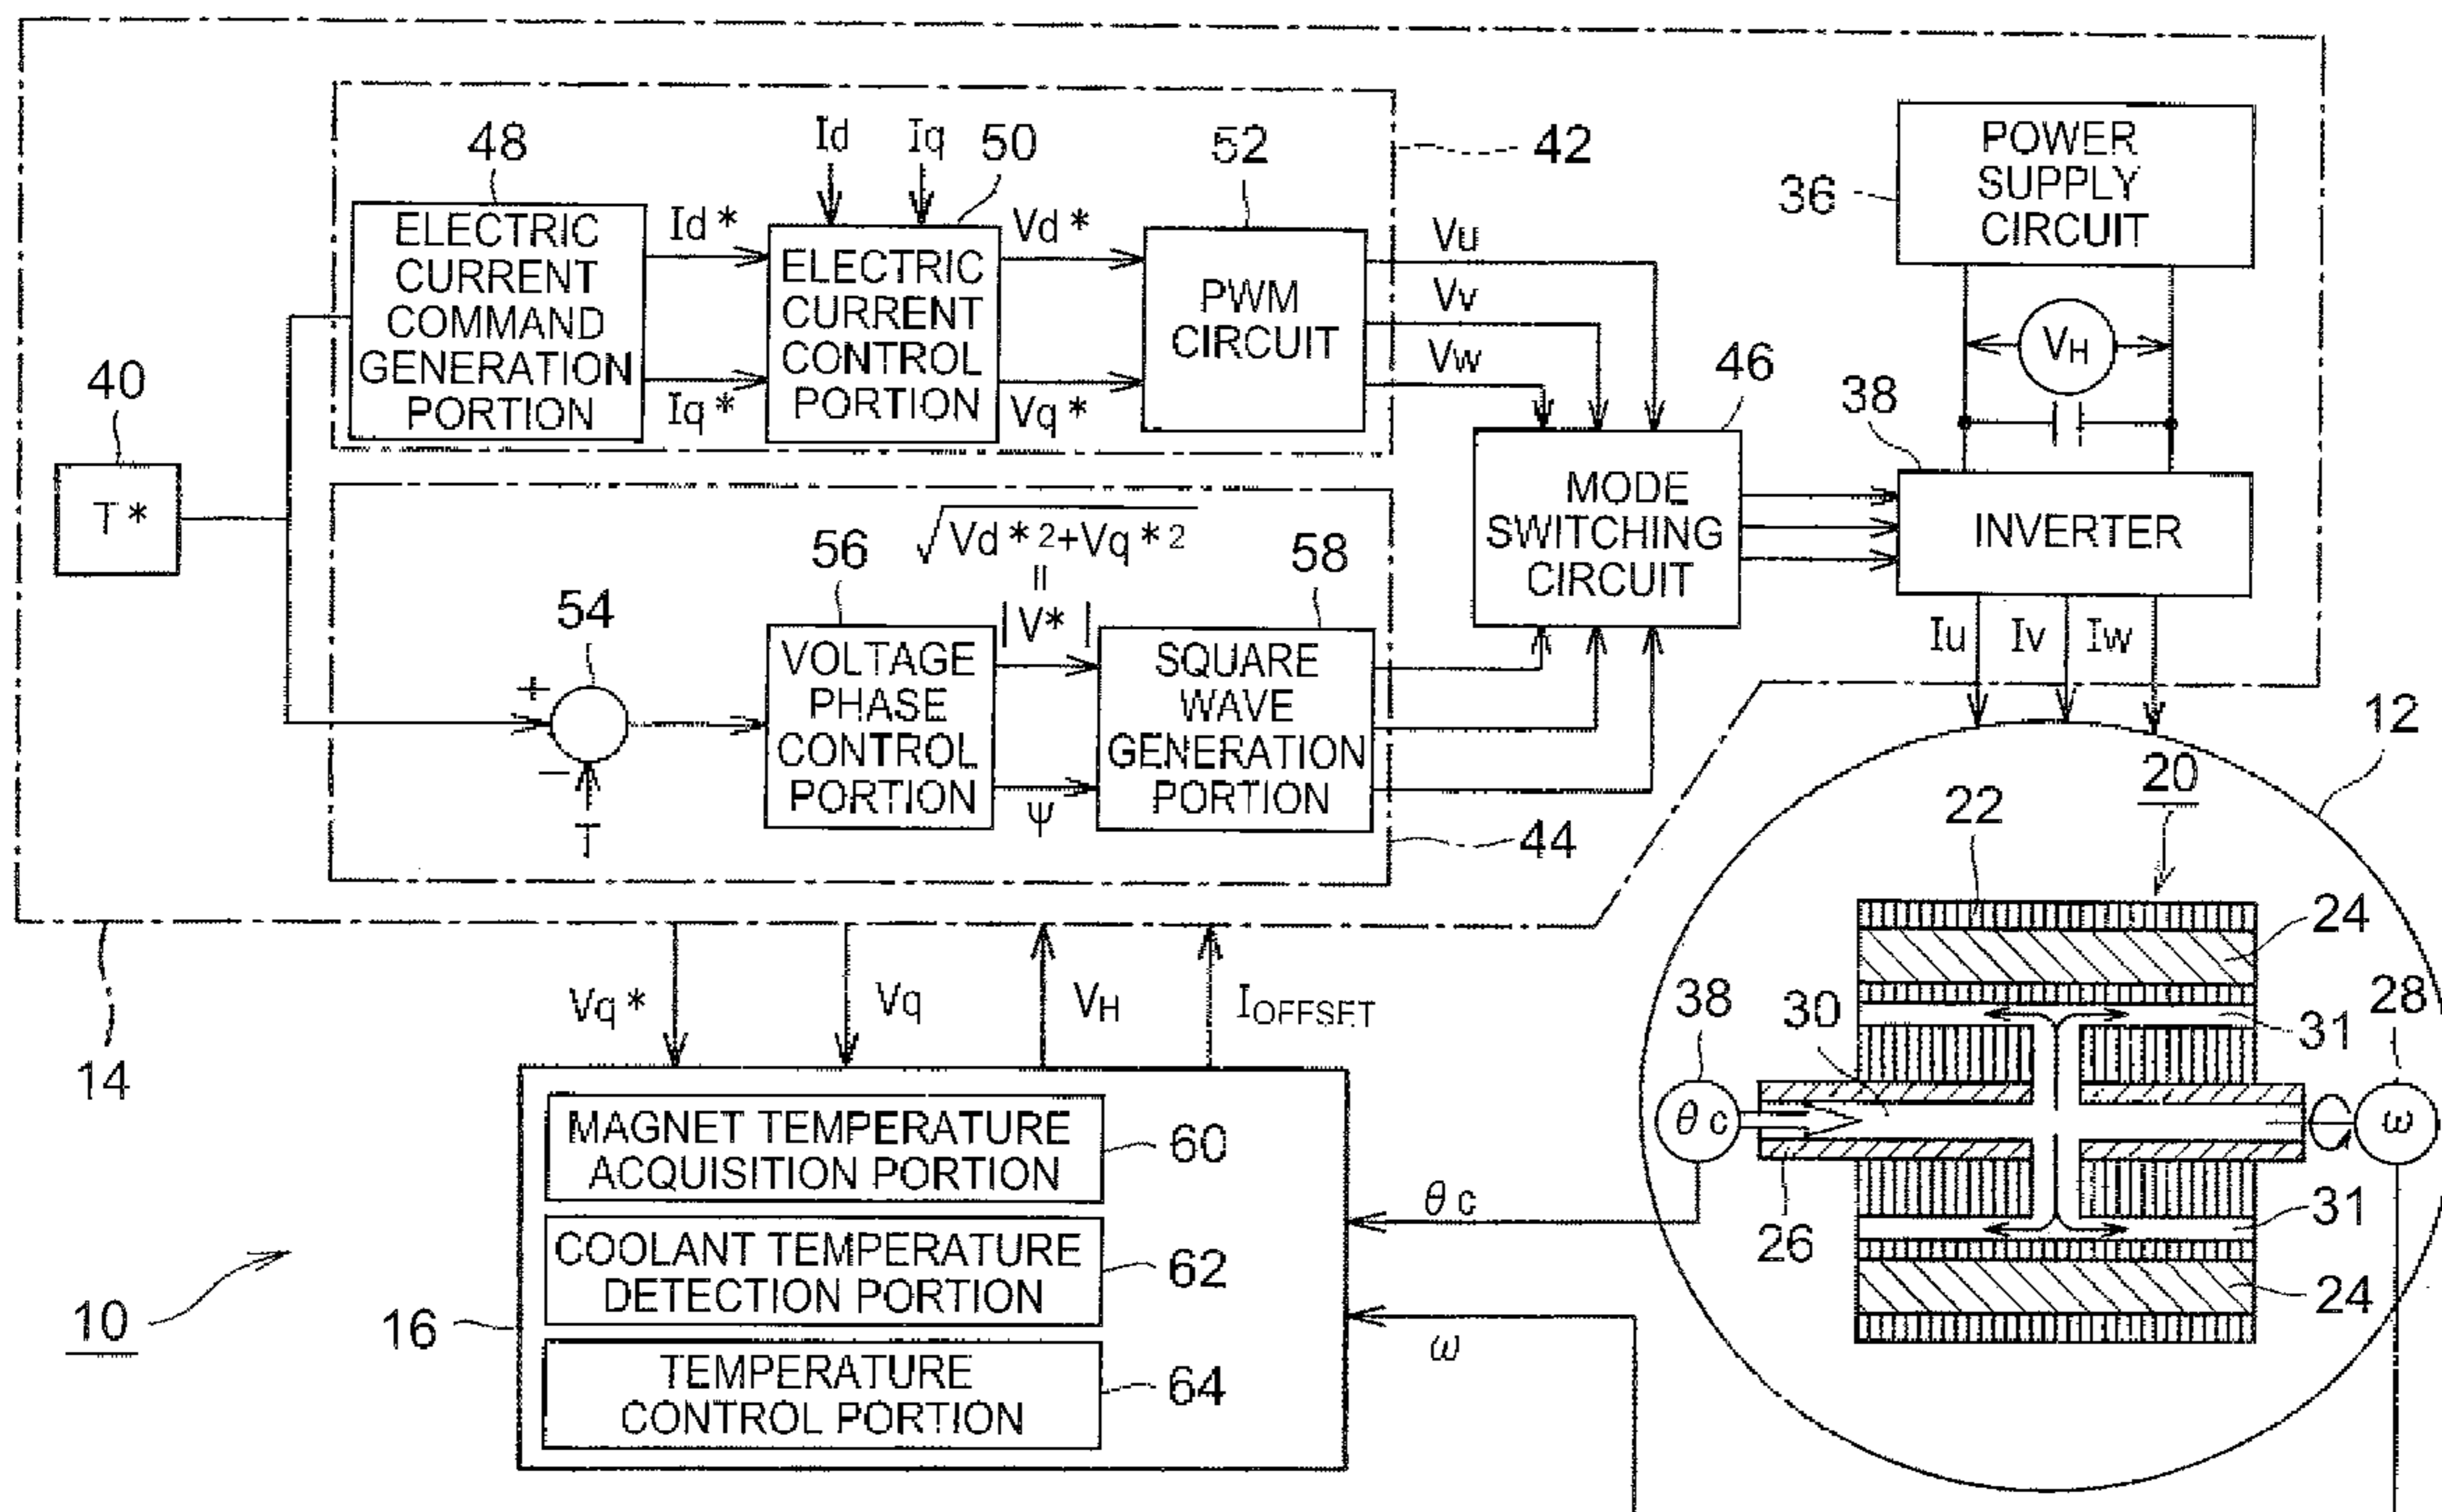 48
Id
Iq
50
52
42
ELECTRIC
CURRENT
COMMAND
GENERATION
PORTION
Id*
Iq*
ELECTRIC
CURRENT
CONTROL
PORTION
Vd*
Vq*
PWM
CIRCUIT
Vu
Vv
Vw
36
POWER
SUPPLY
CIRCUIT
VH
40
T*
46
MODE
SWITCHING
CIRCUIT
38
INVERTER
Iu
Iv
Iw
54
+
−
T
56
VOLTAGE
PHASE
CONTROL
PORTION
√Vd*2+Vq*2
=
|V*|
ψ
58
SQUARE
WAVE
GENERATION
PORTION
44
14
Vq*
Vq
VH
IOFFSET
12
20
22
24
38
30
31
28
θc
ω
26
31
24
10
16
MAGNET TEMPERATURE
ACQUISITION PORTION
60
COOLANT TEMPERATURE
DETECTION PORTION
62
TEMPERATURE
CONTROL PORTION
64
θc
ω